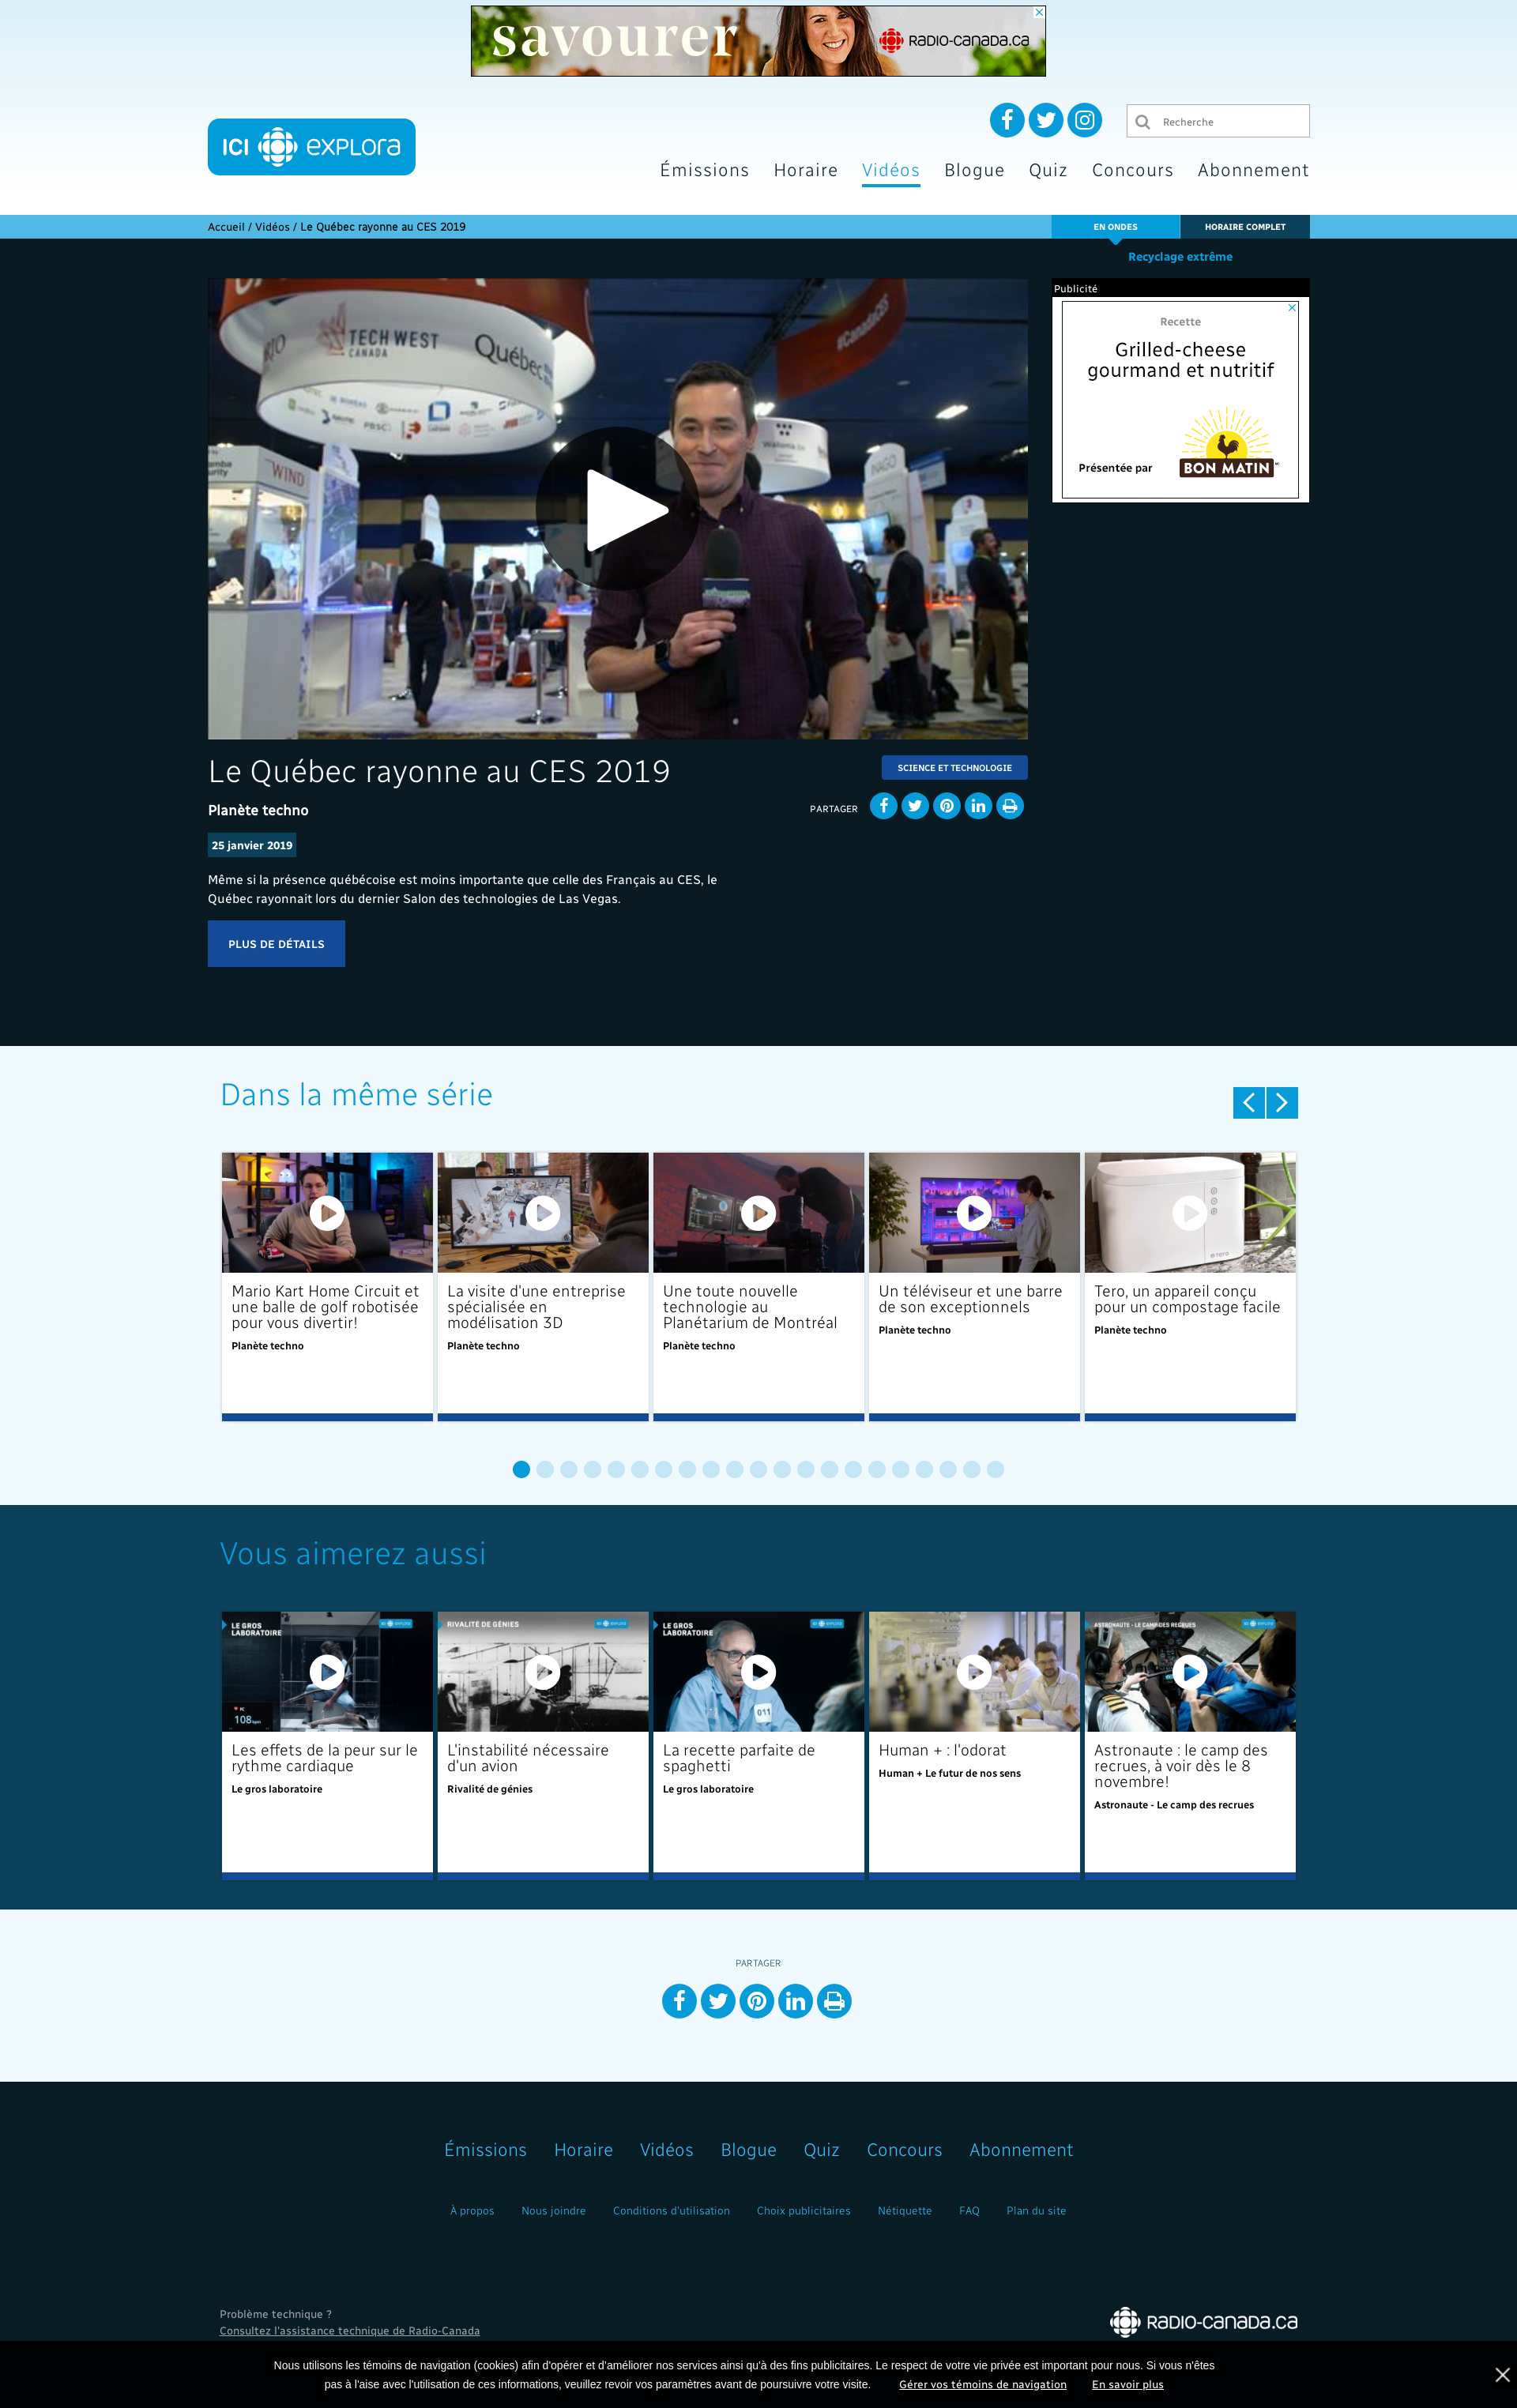 savourer
RADIO-CANADA.CA
ICI explora
Recherche
Émissions Horaire Vidéos Blogue Quiz Concours Abonnement
Accueil / Vidéos / Le Québec rayonne au CES 2019
EN ONDES
HORAIRE COMPLET
Recyclage extrême
TECH WEST
CANADA
Québec
#CanadaCES
WIND
Publicité
Recette
Grilled-cheese
gourmand et nutritif
Présentée par
BON MATIN
Le Québec rayonne au CES 2019
SCIENCE ET TECHNOLOGIE
Planète techno
PARTAGER
25 janvier 2019
Même si la présence québécoise est moins importante que celle des Français au CES, le
Québec rayonnait lors du dernier Salon des technologies de Las Vegas.
PLUS DE DÉTAILS
Dans la même série
Mario Kart Home Circuit et
une balle de golf robotisée
pour vous divertir!
Planète techno
La visite d'une entreprise
spécialisée en
modélisation 3D
Planète techno
Une toute nouvelle
technologie au
Planétarium de Montréal
Planète techno
Un téléviseur et une barre
de son exceptionnels
Planète techno
Tero, un appareil conçu
pour un compostage facile
Planète techno
Vous aimerez aussi
LE GROS
LABORATOIRE
108 bpm
Les effets de la peur sur le
rythme cardiaque
Le gros laboratoire
RIVALITÉ DE GÉNIES
L'instabilité nécessaire
d'un avion
Rivalité de génies
LE GROS
LABORATOIRE
011
La recette parfaite de
spaghetti
Le gros laboratoire
Human + : l'odorat
Human + Le futur de nos sens
ASTRONAUTE - LE CAMP DES RECRUES
Astronaute : le camp des
recrues, à voir dès le 8
novembre!
Astronaute - Le camp des recrues
PARTAGER
Émissions Horaire Vidéos Blogue Quiz Concours Abonnement
À propos Nous joindre Conditions d'utilisation Choix publicitaires Nétiquette FAQ Plan du site
Problème technique ?
Consultez l'assistance technique de Radio-Canada
RADIO-CANADA.CA
Nous utilisons les témoins de navigation (cookies) afin d'opérer et d'améliorer nos services ainsi qu'à des fins publicitaires. Le respect de votre vie privée est important pour nous. Si vous n'êtes
pas à l'aise avec l'utilisation de ces informations, veuillez revoir vos paramètres avant de poursuivre votre visite. Gérer vos témoins de navigation En savoir plus